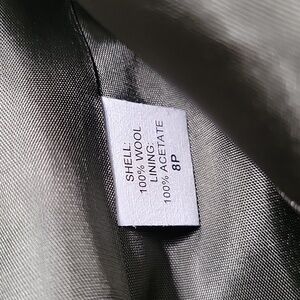 SHELL:
100% WOOL
LINING:
100% ACETATE
8P